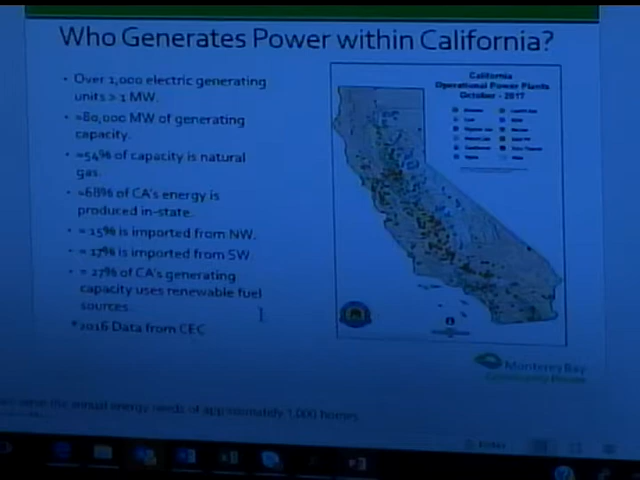 Who Generates Power within California?
• Over 1,000 electric generating
units > 1 MW.
• ≈80,000 MW of generating
capacity.
• ≈54% of capacity is natural
gas.
• ≈68% of CA's energy is
produced in-state.
• ≈ 15% is imported from NW.
• ≈ 17% is imported from SW.
• ≈ 27% of CA's generating
capacity uses renewable fuel
sources.
*2016 Data from CEC
California
Operational Power Plants
October - 2017
Monterey Bay
Community Power
the annual energy needs of approximately 1,000 homes.
Notes